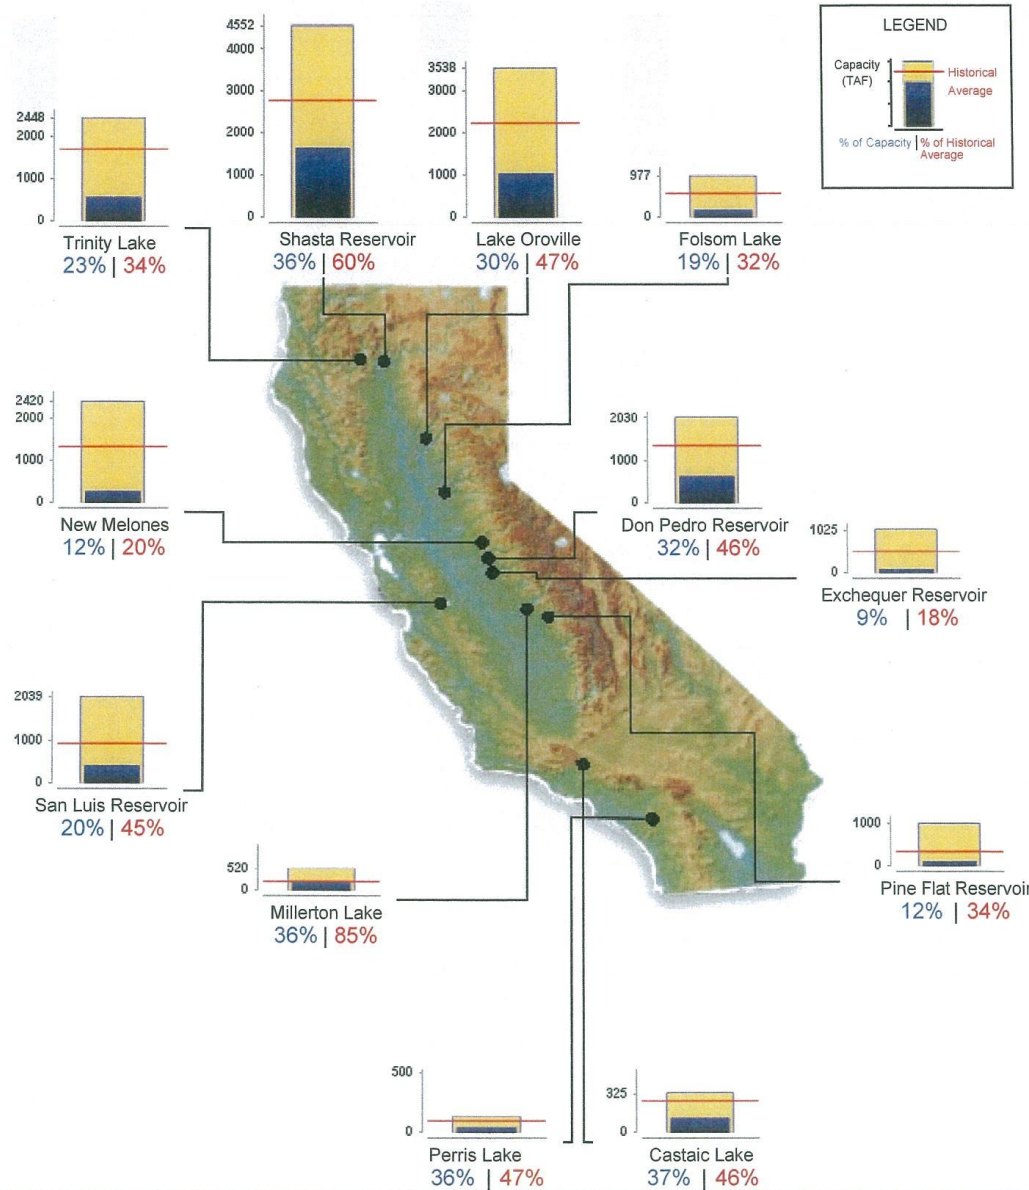 LEGEND
Capacity
(TAF)
Historical
Average
% of Capacity | % of Historical
Average
2448
2000
1000
0
Trinity Lake
23% | 34%
4552
4000
3000
2000
1000
0
Shasta Reservoir
36% | 60%
3538
3000
2000
1000
0
Lake Oroville
30% | 47%
977
0
Folsom Lake
19% | 32%
2420
2000
1000
0
New Melones
12% | 20%
2030
1000
0
Don Pedro Reservoir
32% | 46%
1025
0
Exchequer Reservoir
9% | 18%
2039
1000
0
San Luis Reservoir
20% | 45%
520
0
Millerton Lake
36% | 85%
1000
0
Pine Flat Reservoir
12% | 34%
500
0
Perris Lake
36% | 47%
325
0
Castaic Lake
37% | 46%